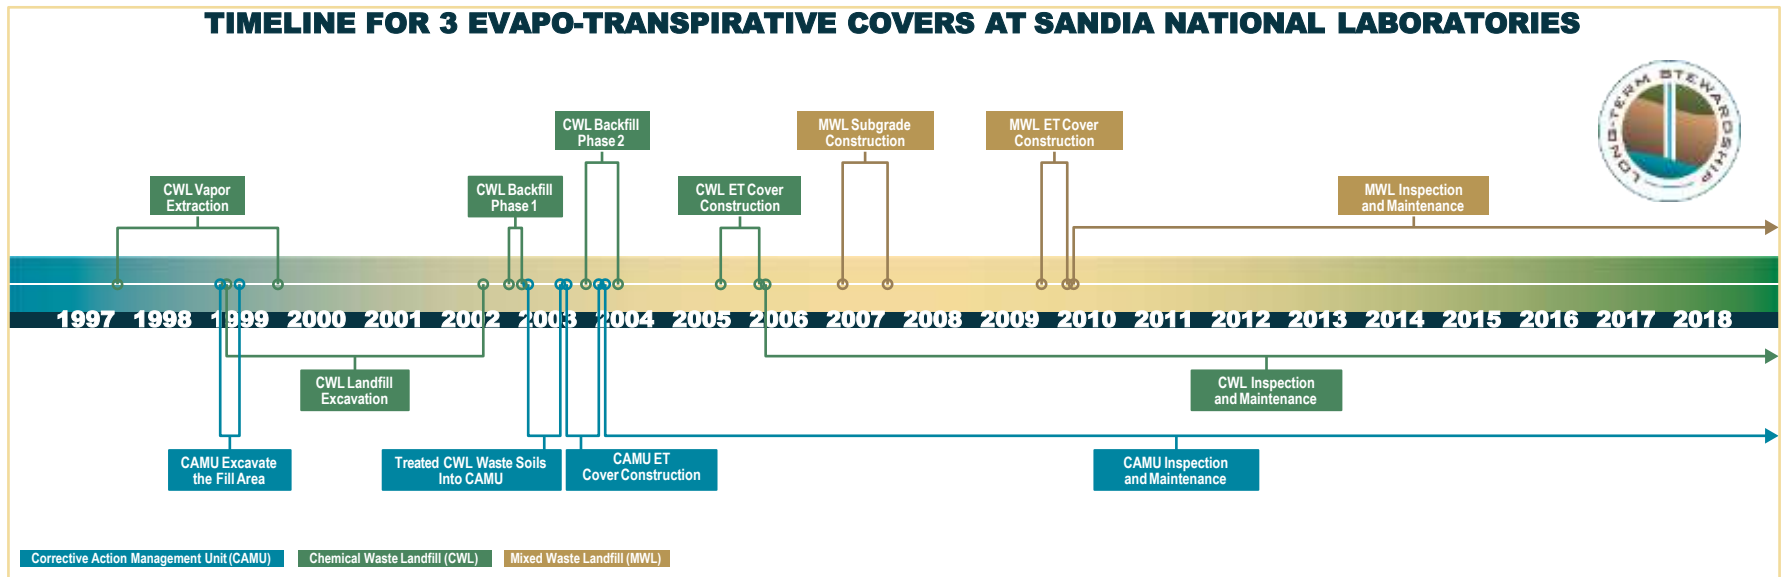 TIMELINE FOR 3 EVAPO-TRANSPIRATIVE COVERS AT SANDIA NATIONAL LABORATORIES
LONG-TERM STEWARDSHIP
CWL Backfill
Phase 2
MWL Subgrade
Construction
MWL ET Cover
Construction
CWL Vapor
Extraction
CWL Backfill
Phase 1
CWL ET Cover
Construction
MWL Inspection
and Maintenance
1997 1998 1999 2000 2001 2002 2003 2004 2005 2006 2007 2008 2009 2010 2011 2012 2013 2014 2015 2016 2017 2018
CWL Landfill
Excavation
CWL Inspection
and Maintenance
CAMU Excavate
the Fill Area
Treated CWL Waste Soils
Into CAMU
CAMU ET
Cover Construction
CAMU Inspection
and Maintenance
Corrective Action Management Unit (CAMU)
Chemical Waste Landfill (CWL)
Mixed Waste Landfill (MWL)